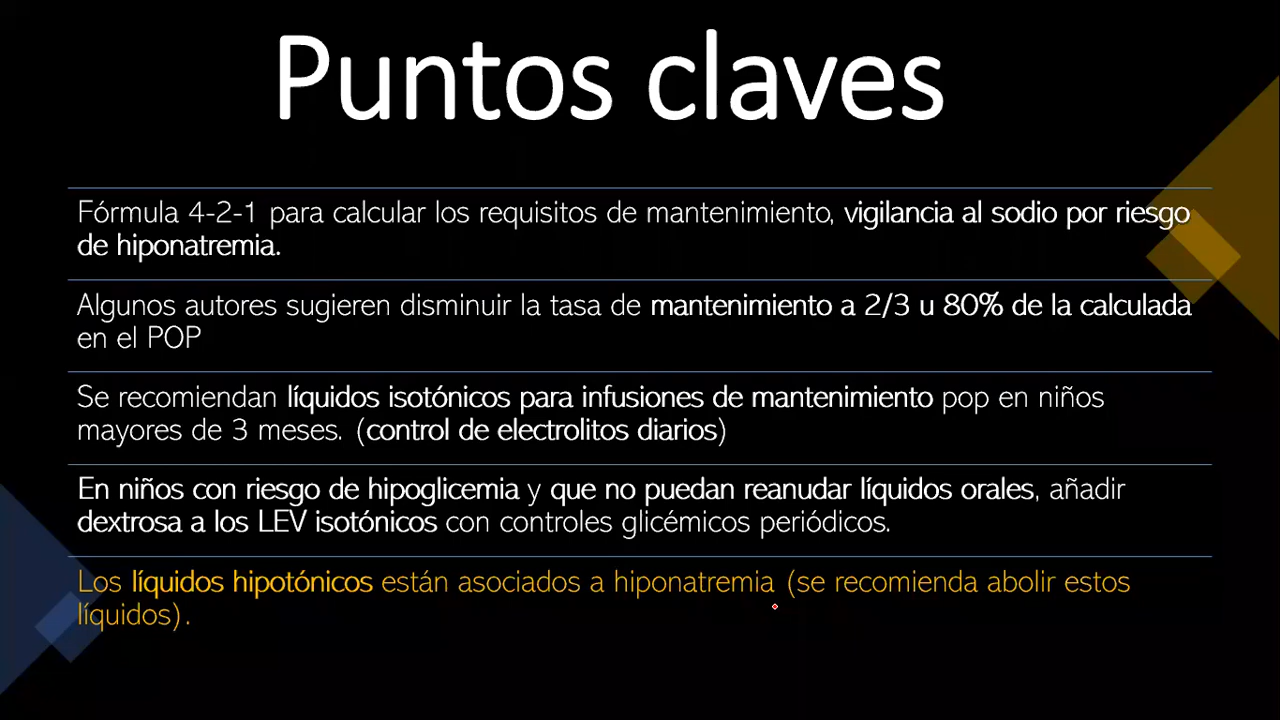 Puntos claves
Fórmula 4-2-1 para calcular los requisitos de mantenimiento, vigilancia al sodio por riesgo
de hiponatremia.
Algunos autores sugieren disminuir la tasa de mantenimiento a 2/3 u 80% de la calculada
en el POP
Se recomiendan líquidos isotónicos para infusiones de mantenimiento pop en niños
mayores de 3 meses. (control de electrolitos diarios)
En niños con riesgo de hipoglicemia y que no puedan reanudar líquidos orales, añadir
dextrosa a los LEV isotónicos con controles glicémicos periódicos.
Los líquidos hipotónicos están asociados a hiponatremia (se recomienda abolir estos
líquidos).